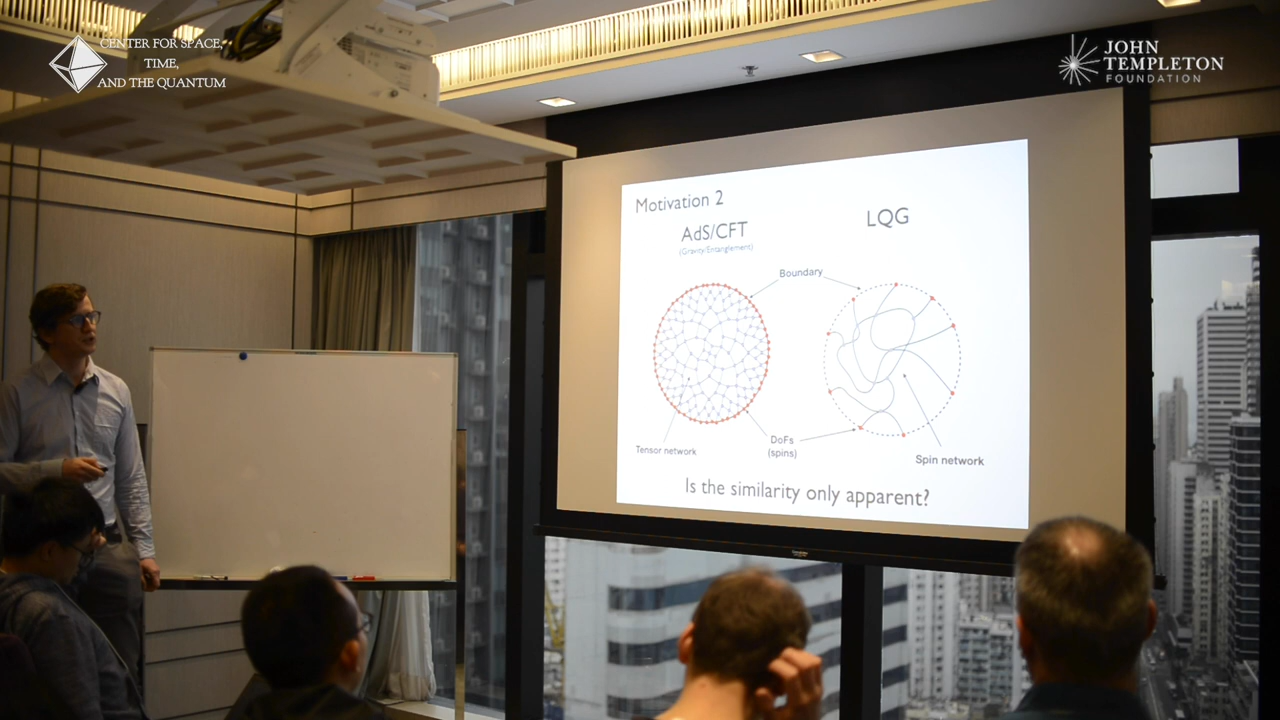 CENTER FOR SPACE,
TIME,
AND THE QUANTUM
JOHN
TEMPLETON
FOUNDATION
Motivation 2
AdS/CFT
(Gravity/Entanglement)
LQG
Boundary
Tensor network
DoFs
(spins)
Spin network
Is the similarity only apparent?